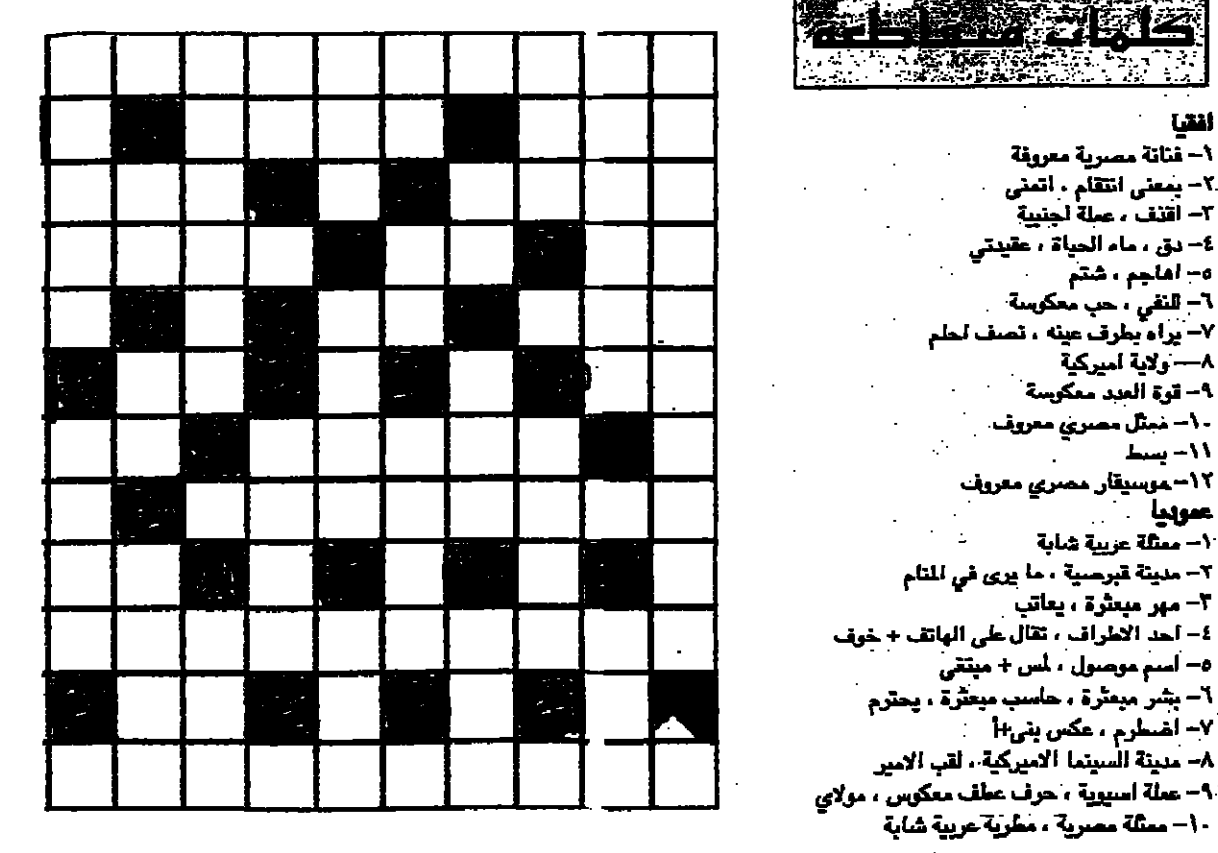 كلمات متقاطعة
افقيا
١– فنانة مصرية معروفة
٢– بمعنى انتقام ، اتمنى
٣– اقذف ، عملة اجنبية
٤– دق ، ماء الحياة ، عقيدتي
٥– اهاجم ، شتم
٦– للنفي ، حب معكوسة
٧– يراه بطرف عينه ، نصف لحلم
٨– ولاية اميركية
٩– قوة العدد معكوسة
١٠– ممثل مصري معروف
١١– بسط
١٢– موسيقار مصري معروف
عموديا
١– ممثلة عربية شابة
٢– مدينة قبرصية ، ما يرى في المنام
٣– مهر مبعثرة ، يعاتب
٤– احد الاطراف ، تقال على الهاتف + خوف
٥– اسم موصول ، لمس + مبتغى
٦– بشر مبعثرة ، حاسب مبعثرة ، يحترم
٧– اضطرم ، عكس بنى+أ
٨– مدينة السينما الاميركية ، لقب الامير
٩– عملة اسيوية ، حرف عطف معكوس ، مولاي
١٠– ممثلة مصرية ، مطربة عربية شابة